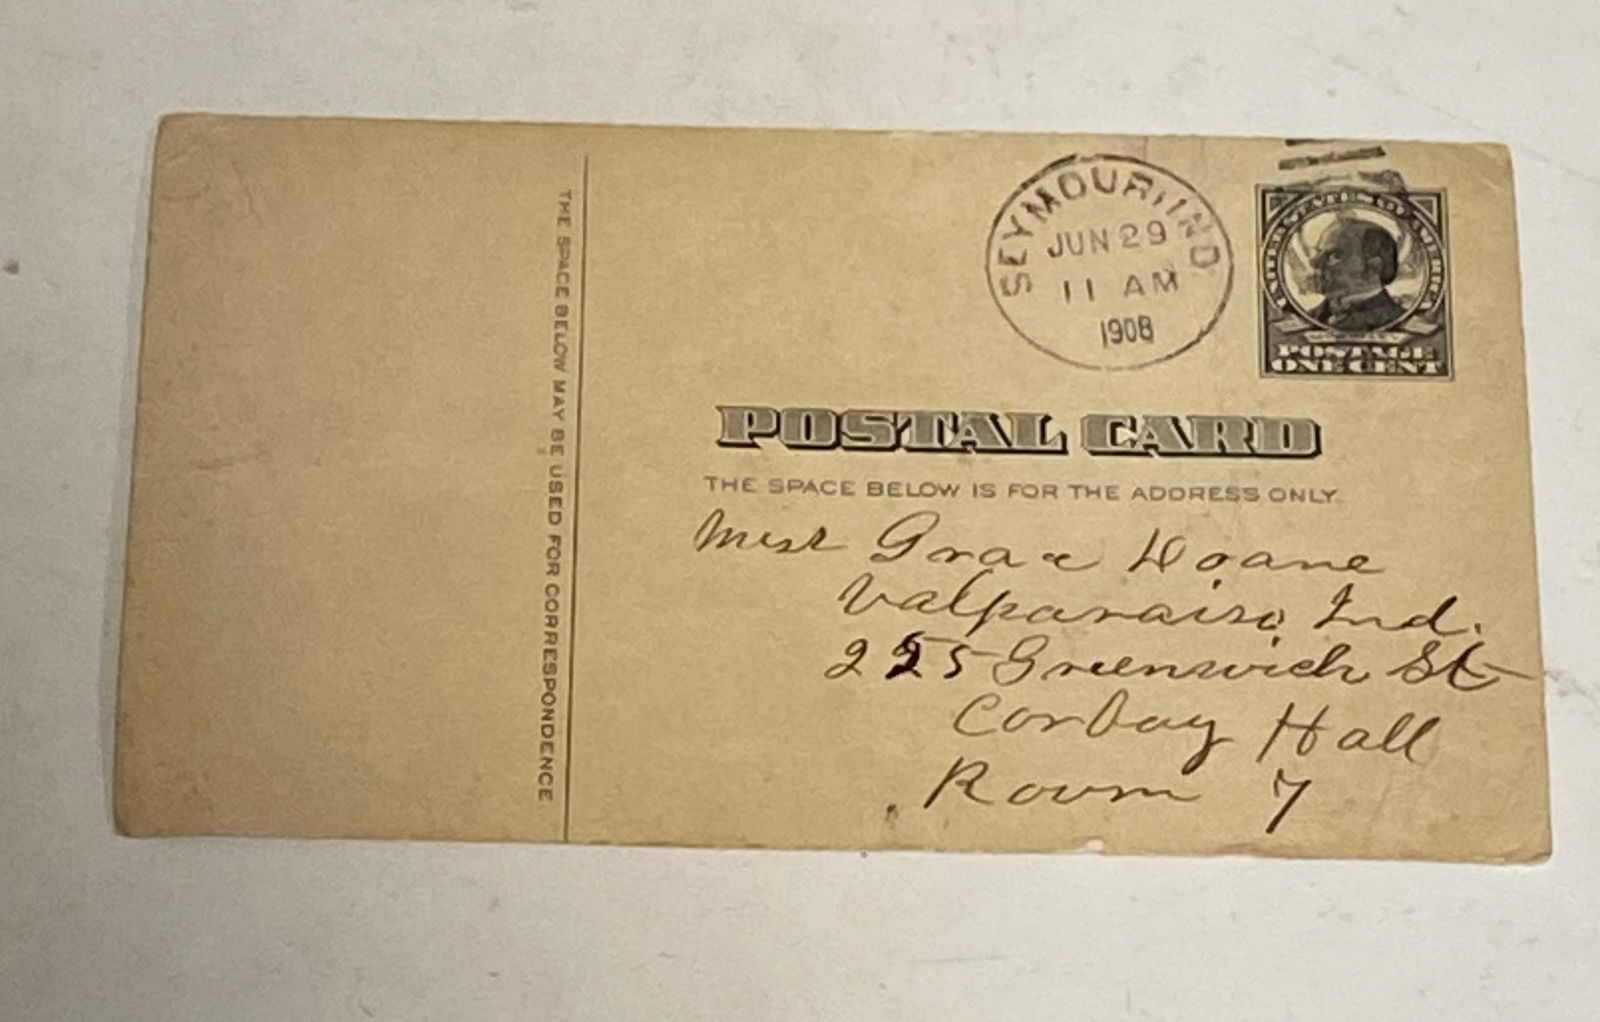 THE SPACE BELOW MAY BE USED FOR CORRESPONDENCE
SEYMOUR, IND
JUN 29
11 AM
1908
UNITED STATES OF AMERICA
POSTAGE
ONE CENT
POSTAL CARD
THE SPACE BELOW IS FOR THE ADDRESS ONLY.
Miss Grace Doane
Valparaiso, Ind.
225 Greenwich St
Corboy Hall
Room 7